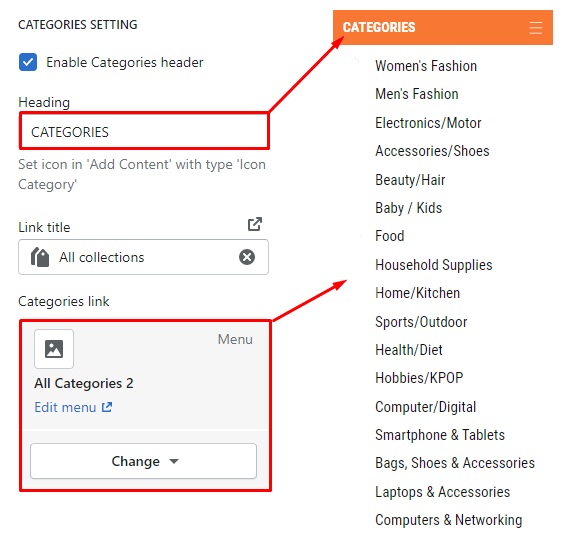 CATEGORIES SETTING
Enable Categories header
Heading
CATEGORIES
Set icon in 'Add Content' with type 'Icon
Category'
Link title
All collections
Categories link
Menu
All Categories 2
Edit menu
Change
CATEGORIES
Women's Fashion
Men's Fashion
Electronics/Motor
Accessories/Shoes
Beauty/Hair
Baby / Kids
Food
Household Supplies
Home/Kitchen
Sports/Outdoor
Health/Diet
Hobbies/KPOP
Computer/Digital
Smartphone & Tablets
Bags, Shoes & Accessories
Laptops & Accessories
Computers & Networking